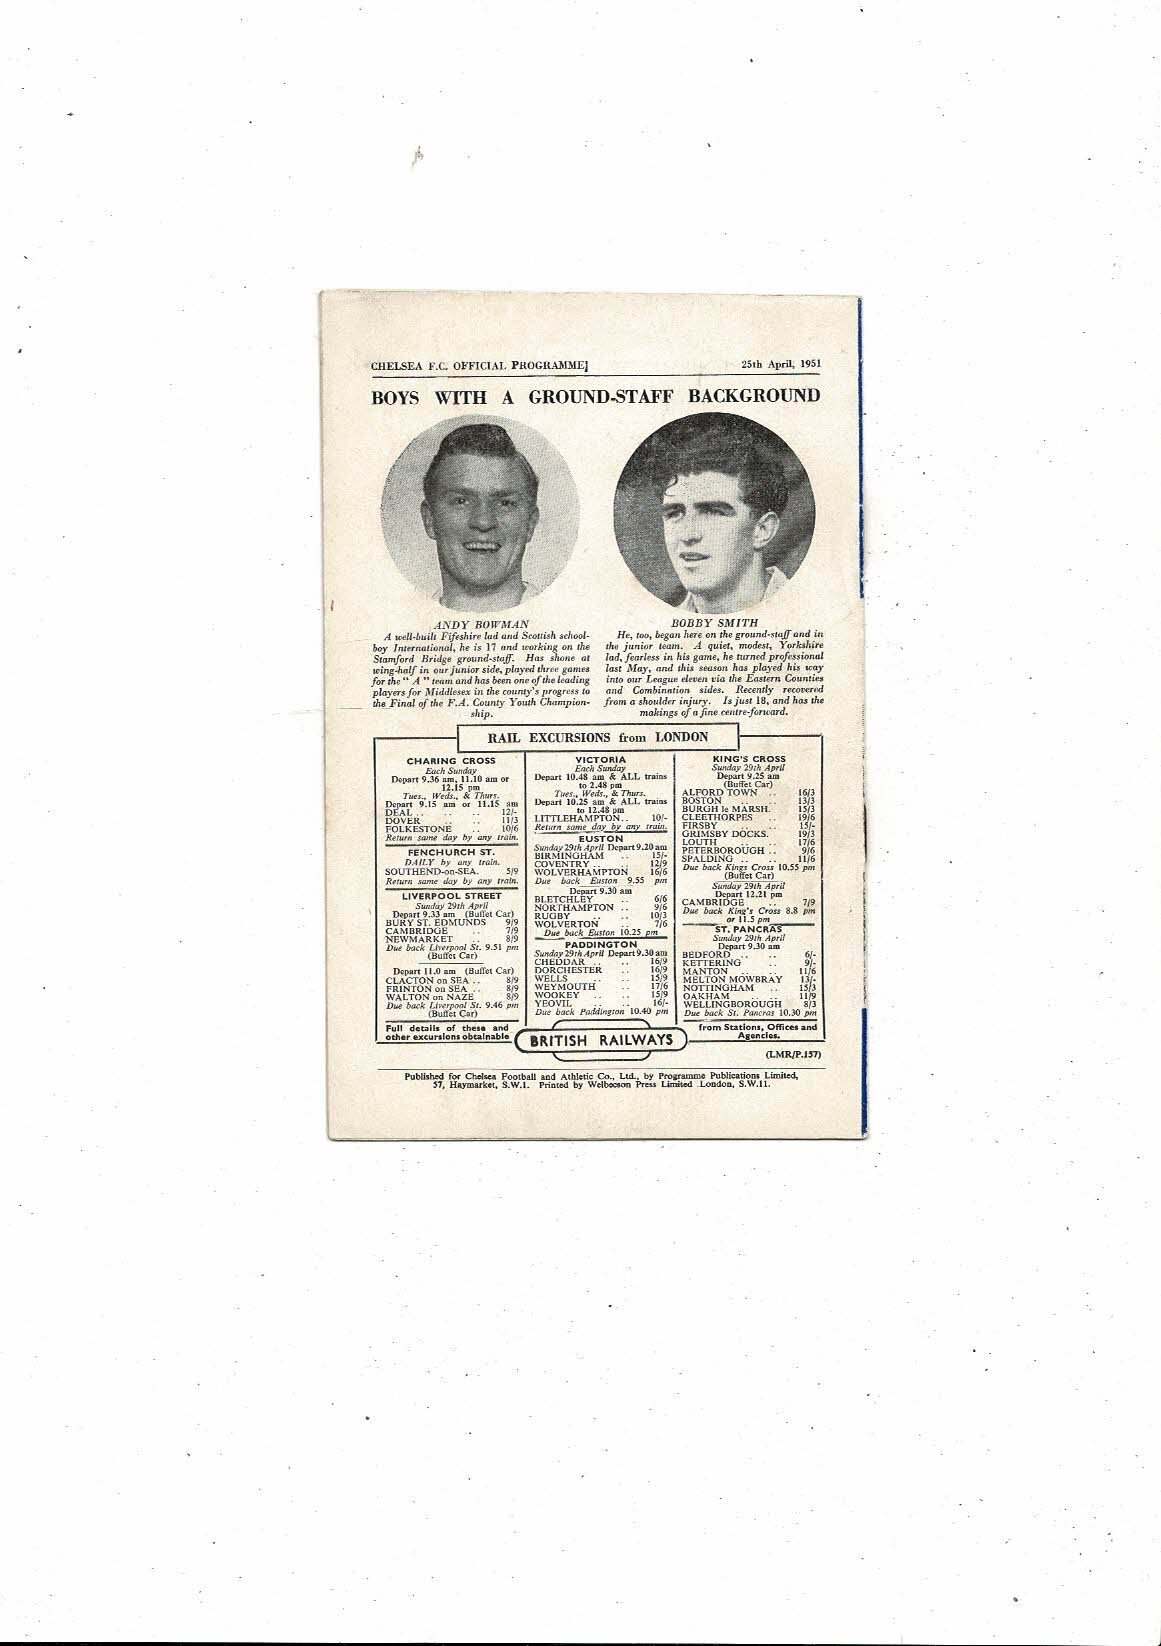 CHELSEA F.C. OFFICIAL PROGRAMME]
25th April, 1951
BOYS WITH A GROUND-STAFF BACKGROUND
ANDY BOWMAN
A well-built Fifeshire lad and Scottish school-
boy International, he is 17 and working on the
Stamford Bridge ground-staff. Has shone at
wing-half in our junior side, played three games
for the " A " team and has been one of the leading
players for Middlesex in the county's progress to
the Final of the F.A. County Youth Champion-
ship.
BOBBY SMITH
He, too, began here on the ground-staff and in
the junior team. A quiet, modest, Yorkshire
lad, fearless in his game, he turned professional
last May, and this season has played his way
into our League eleven via the Eastern Counties
and Combination sides. Recently recovered
from a shoulder injury. Is just 18, and has the
makings of a fine centre-forward.
RAIL EXCURSIONS from LONDON
CHARING CROSS
Each Sunday
Depart 9.36 am, 11.10 am or
12.15 pm
Tues., Weds., & Thurs.
Depart 9.15 am or 11.15 am
DEAL .. .. .. 12/-
DOVER .. .. 11/3
FOLKESTONE .. 10/6
Return same day by any train.
FENCHURCH ST.
DAILY by any train.
SOUTHEND-on-SEA. 5/9
Return same day by any train.
LIVERPOOL STREET
Sunday 29th April
Depart 9.33 am (Buffet Car)
BURY ST. EDMUNDS 9/9
CAMBRIDGE .. 7/9
NEWMARKET .. 8/9
Due back Liverpool St. 9.51 pm
(Buffet Car)
Depart 11.0 am (Buffet Car)
CLACTON on SEA .. 8/9
FRINTON on SEA .. 8/9
WALTON on NAZE 8/9
Due back Liverpool St. 9.46 pm
(Buffet Car)
Full details of these and
other excursions obtainable
VICTORIA
Each Sunday
Depart 10.48 am & ALL trains
to 2.48 pm
Tues., Weds., & Thurs.
Depart 10.25 am & ALL trains
to 12.48 pm
LITTLEHAMPTON.. 10/-
Return same day by any train.
EUSTON
Sunday 29th April Depart 9.20 am
BIRMINGHAM .. 15/-
COVENTRY .. .. 12/9
WOLVERHAMPTON 16/6
Due back Euston 9.55 pm
Depart 9.30 am
BLETCHLEY .. 6/6
NORTHAMPTON .. 9/6
RUGBY .. .. 10/3
WOLVERTON .. 7/6
Due back Euston 10.25 pm
PADDINGTON
Sunday 29th April Depart 9.30 am
CHEDDAR .. .. 16/9
DORCHESTER .. 16/9
WELLS .. .. 15/9
WEYMOUTH .. 17/6
WOOKEY .. .. 15/9
YEOVIL .. .. 16/-
Due back Paddington 10.40 pm
BRITISH RAILWAYS
KING'S CROSS
Sunday 29th April
Depart 9.25 am
(Buffet Car)
ALFORD TOWN .. 16/3
BOSTON .. .. 13/3
BURGH le MARSH. 15/3
CLEETHORPES .. 19/6
FIRSBY .. .. 15/-
GRIMSBY DOCKS. 19/3
LOUTH .. .. 17/6
PETERBOROUGH .. 9/6
SPALDING .. .. 11/6
Due back Kings Cross 10.55 pm
(Buffet Car)
Sunday 29th April
Depart 12.21 pm
CAMBRIDGE .. 7/9
Due back King's Cross 8.8 pm
or 11.5 pm
ST. PANCRAS
Sunday 29th April
Depart 9.30 am
BEDFORD .. .. 6/-
KETTERING .. 9/-
MANTON .. .. 11/6
MELTON MOWBRAY 13/-
NOTTINGHAM .. 15/3
OAKHAM .. .. 11/9
WELLINGBOROUGH 8/3
Due back St. Pancras 10.30 pm
from Stations, Offices and
Agencies.
(LMR/P.157)
Published for Chelsea Football and Athletic Co., Ltd., by Programme Publications Limited,
57, Haymarket, S.W.1. Printed by Welbecson Press Limited London, S.W.11.